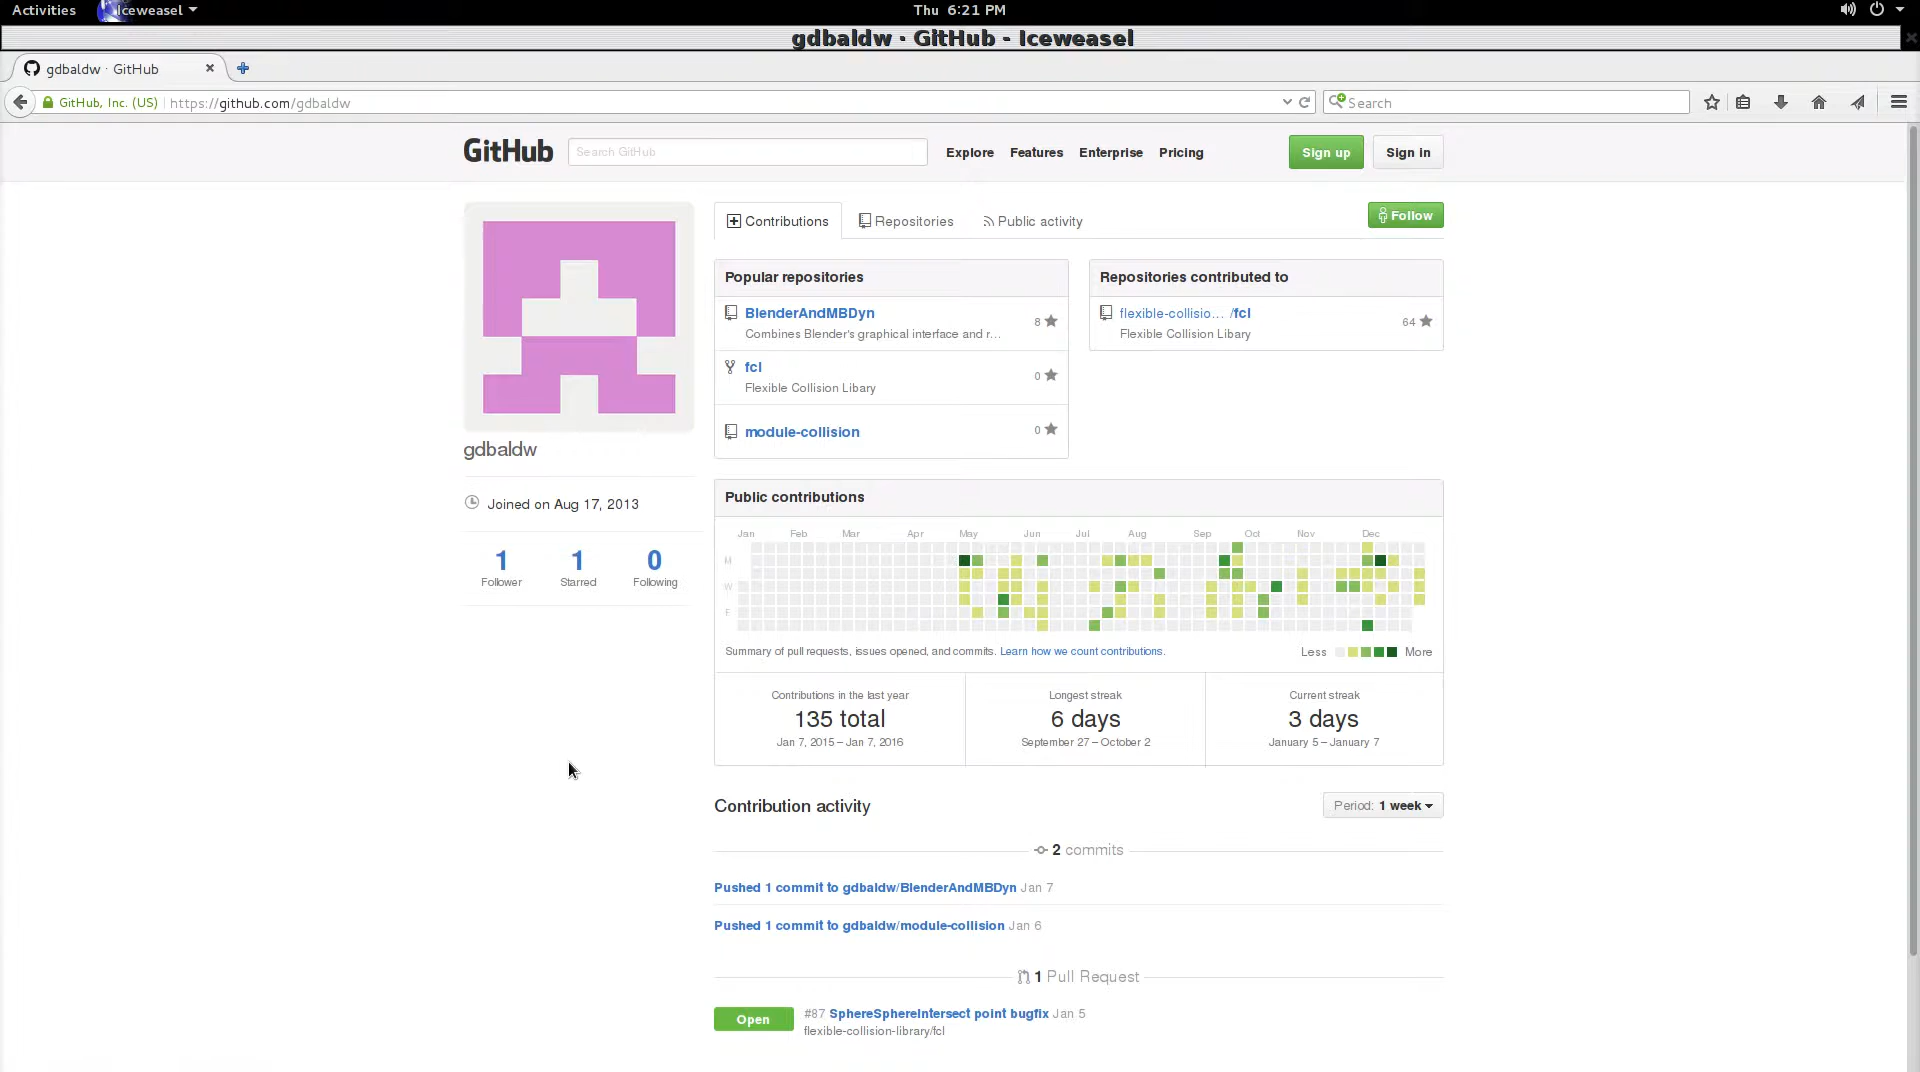 Activities Iceweasel Thu 6:21 PM
gdbaldw · GitHub - Iceweasel
gdbaldw · GitHub
GitHub, Inc. (US) https://github.com/gdbaldw Search
GitHub Search GitHub Explore Features Enterprise Pricing Sign up Sign in
Contributions Repositories Public activity Follow
Popular repositories
BlenderAndMBDyn 8
Combines Blender's graphical interface and r…
fcl 0
Flexible Collision Libary
module-collision 0
Repositories contributed to
flexible-collisio… /fcl 64
Flexible Collision Library
gdbaldw
Joined on Aug 17, 2013
1 1 0
Follower Starred Following
Public contributions
Jan Feb Mar Apr May Jun Jul Aug Sep Oct Nov Dec
M
W
F
Summary of pull requests, issues opened, and commits. Learn how we count contributions. Less More
Contributions in the last year
135 total
Jan 7, 2015 – Jan 7, 2016
Longest streak
6 days
September 27 – October 2
Current streak
3 days
January 5 – January 7
Contribution activity Period: 1 week
2 commits
Pushed 1 commit to gdbaldw/BlenderAndMBDyn Jan 7
Pushed 1 commit to gdbaldw/module-collision Jan 6
1 Pull Request
Open #87 SphereSphereIntersect point bugfix Jan 5
flexible-collision-library/fcl